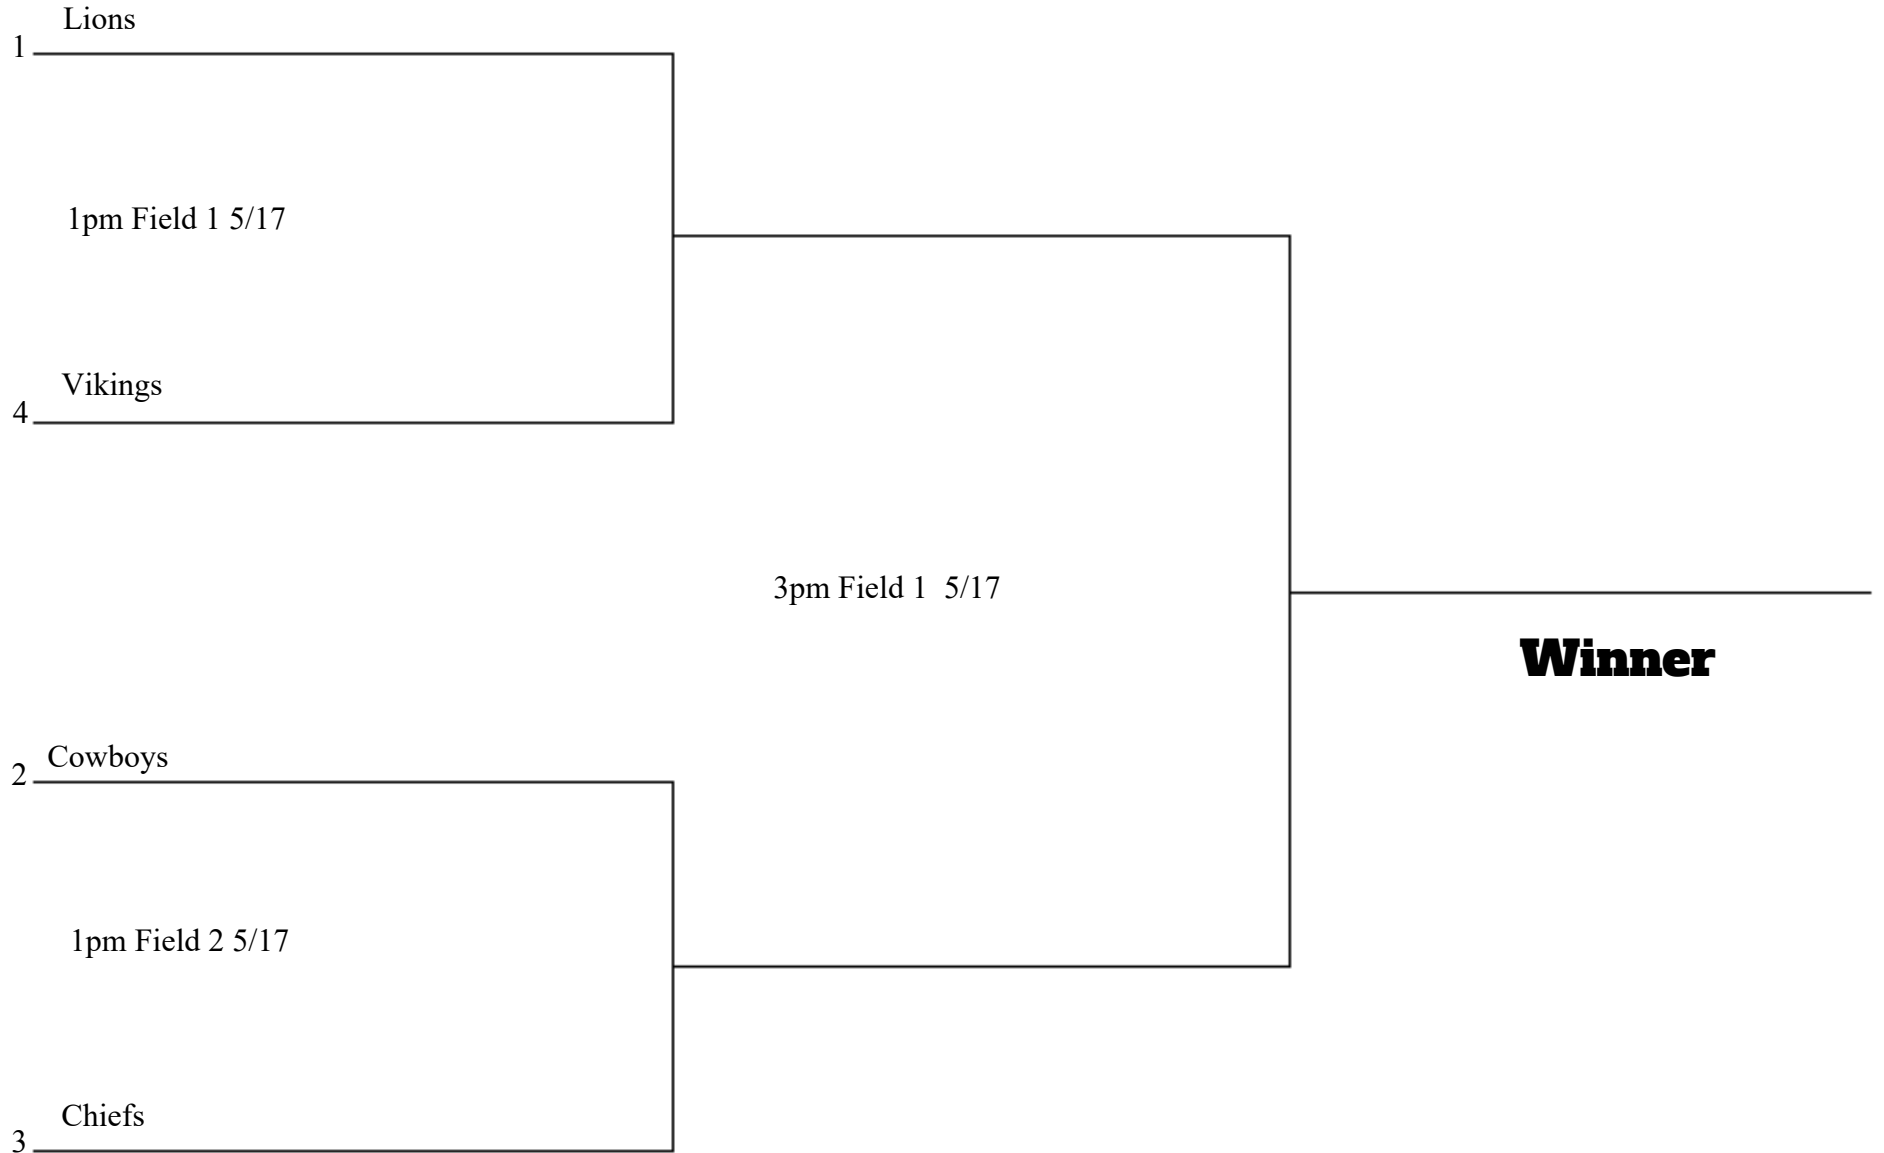 Lions
1
1pm Field 1 5/17
Vikings
4
3pm Field 1  5/17
Winner
Cowboys
2
1pm Field 2 5/17
Chiefs
3